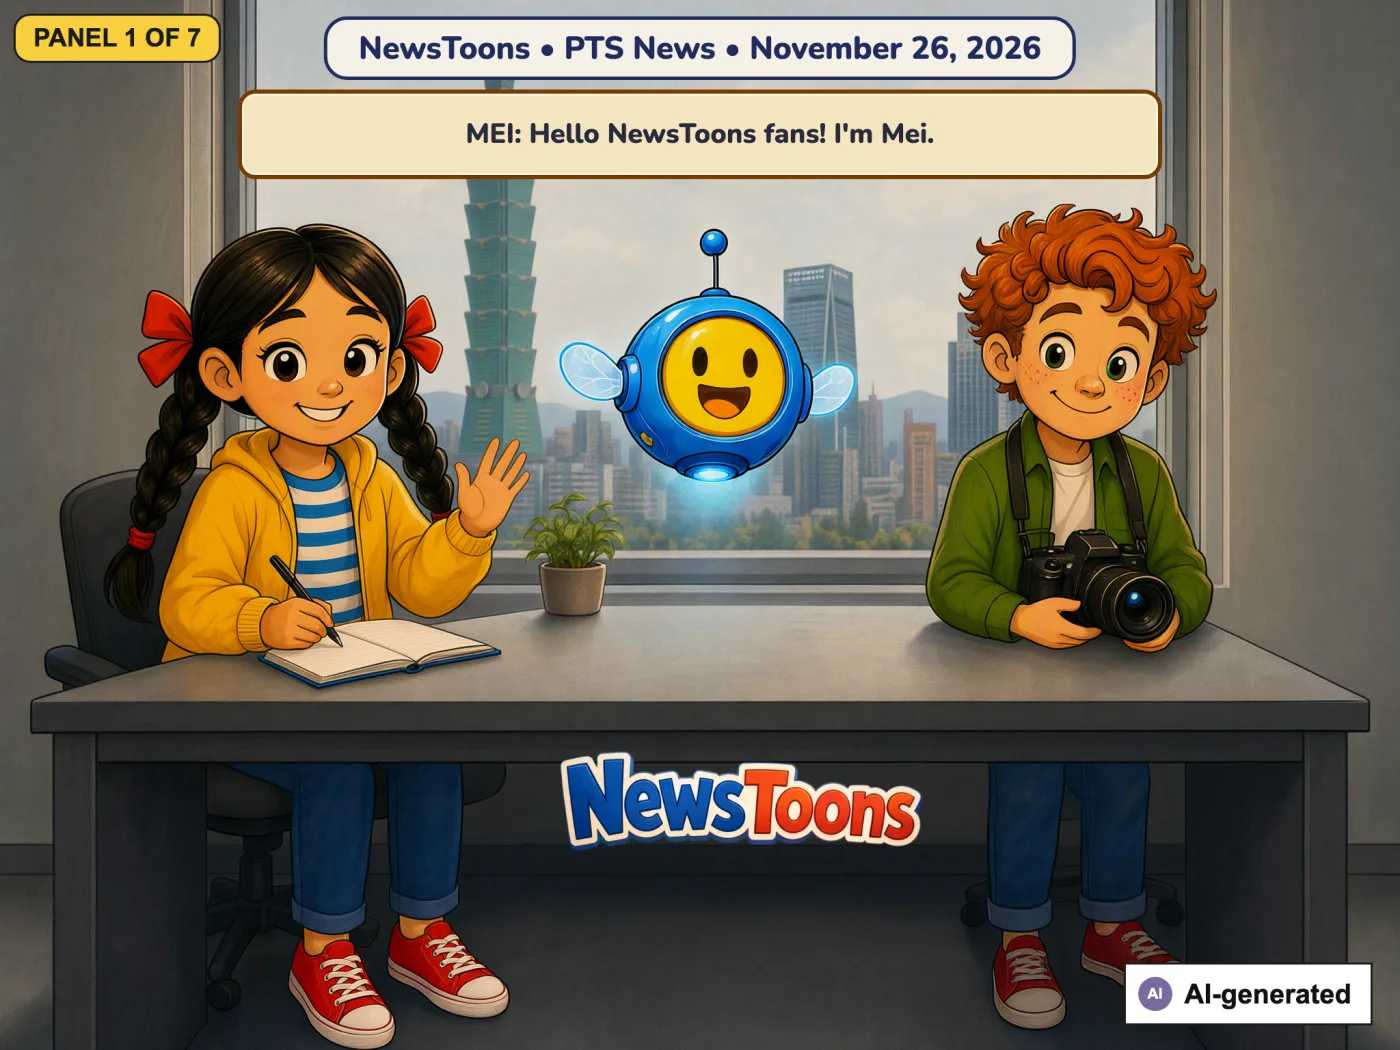 PANEL 1 OF 7
NewsToons • PTS News • November 26, 2026
MEI: Hello NewsToons fans! I'm Mei.
NewsToons
AI AI-generated